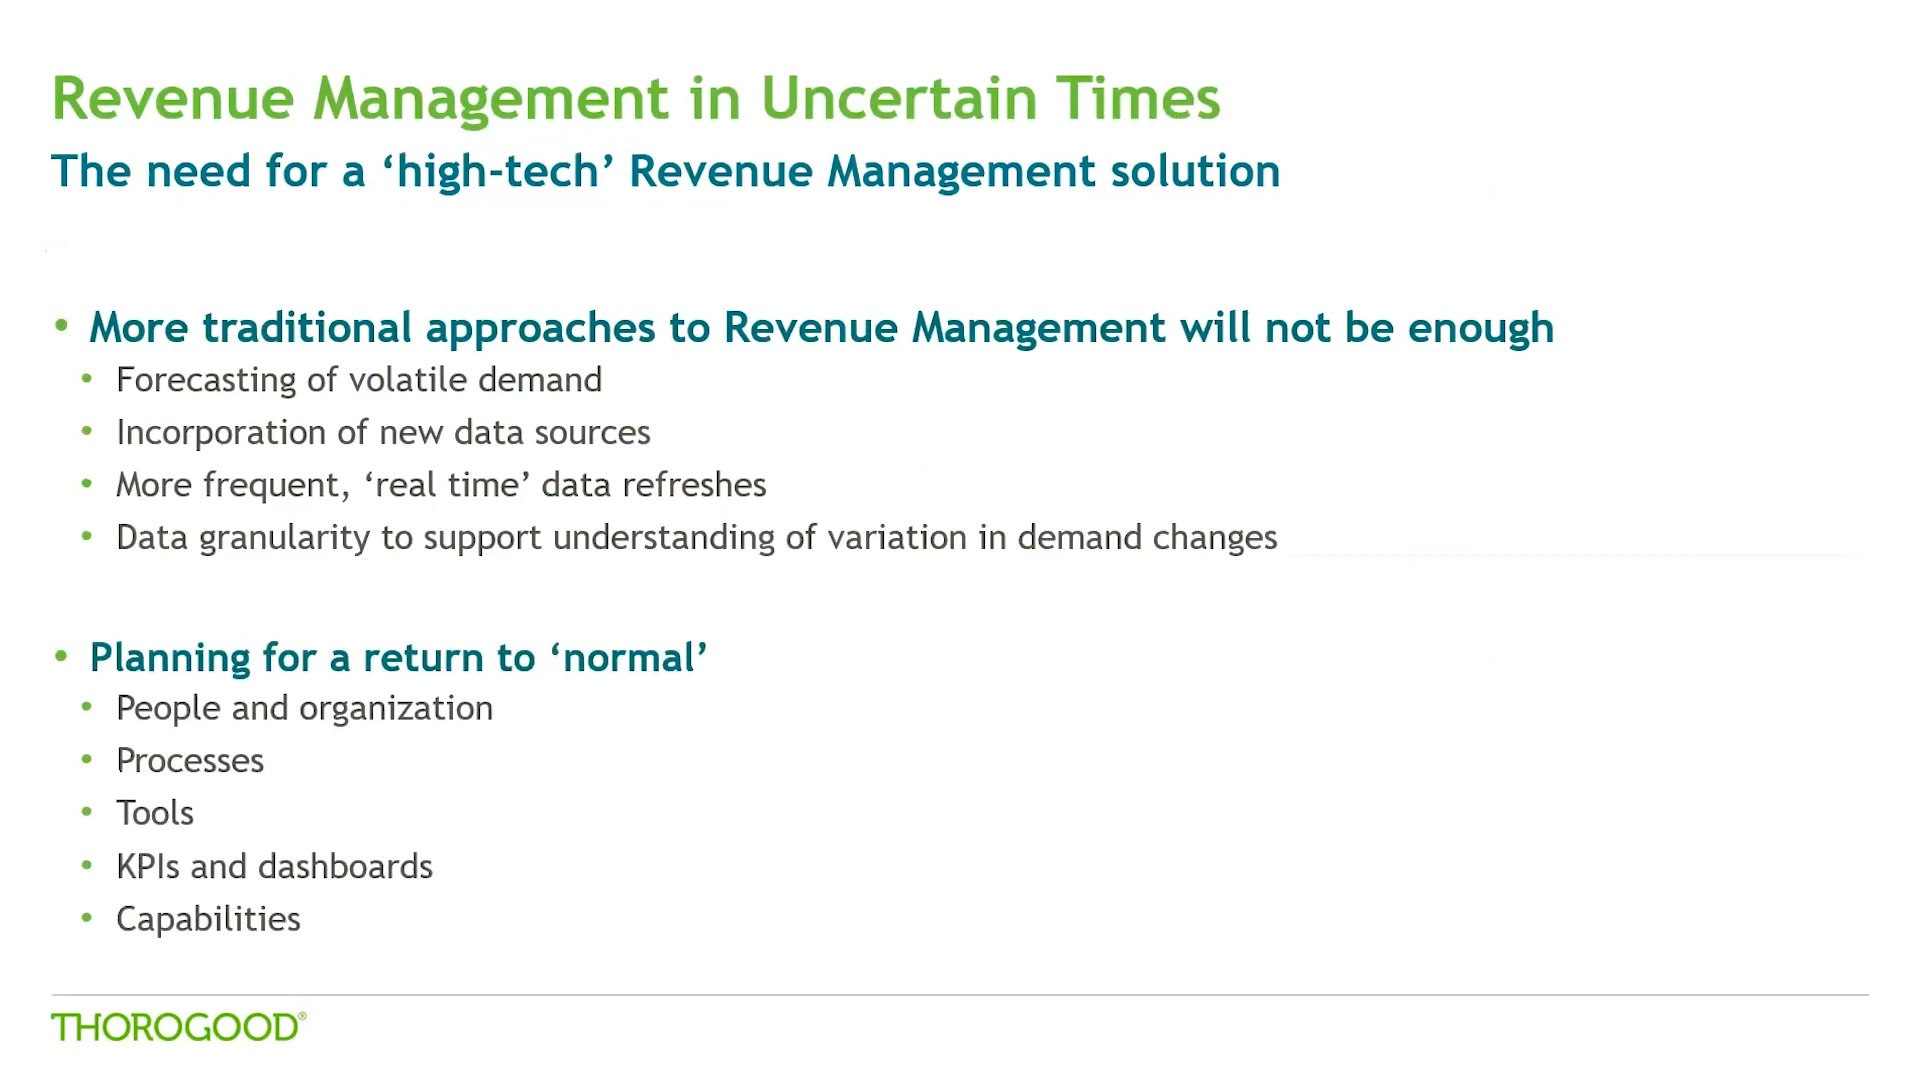 Revenue Management in Uncertain Times
The need for a ‘high-tech’ Revenue Management solution
• More traditional approaches to Revenue Management will not be enough
• Forecasting of volatile demand
• Incorporation of new data sources
• More frequent, ‘real time’ data refreshes
• Data granularity to support understanding of variation in demand changes
• Planning for a return to ‘normal’
• People and organization
• Processes
• Tools
• KPIs and dashboards
• Capabilities
THOROGOOD®